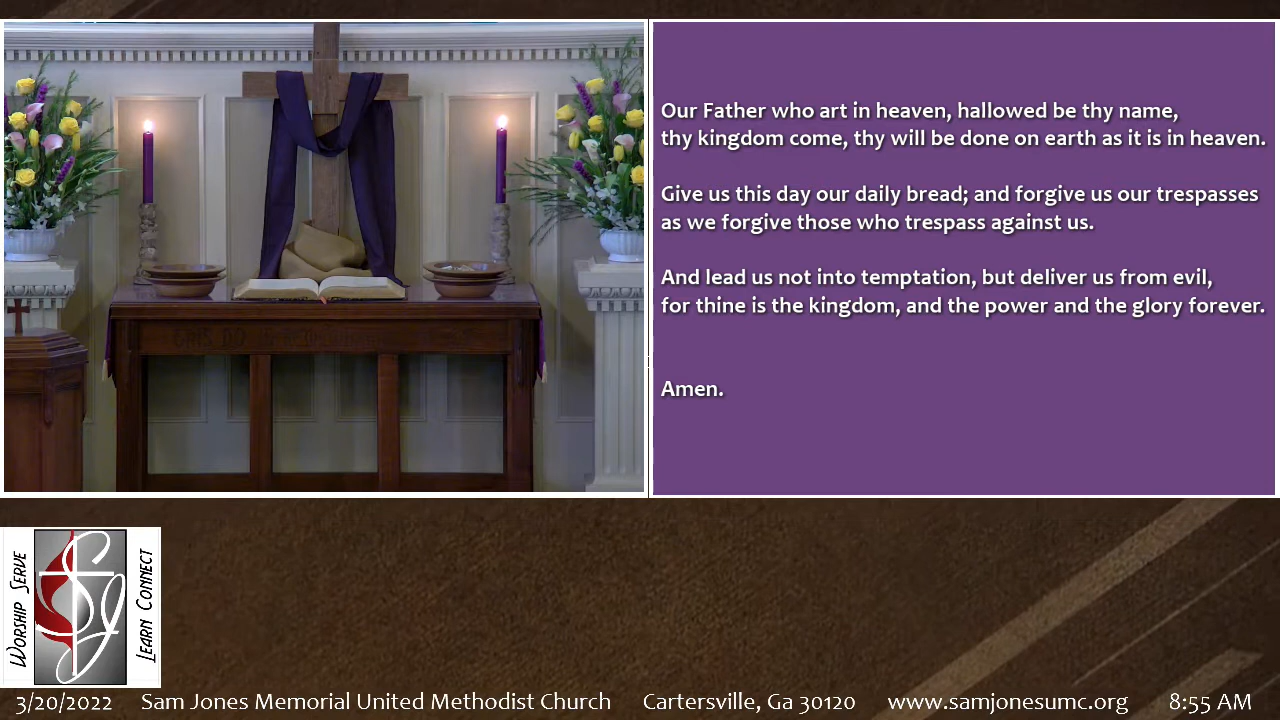 Our Father who art in heaven, hallowed be thy name,
thy kingdom come, thy will be done on earth as it is in heaven.
Give us this day our daily bread; and forgive us our trespasses
as we forgive those who trespass against us.
And lead us not into temptation, but deliver us from evil,
for thine is the kingdom, and the power and the glory forever.
Amen.
WORSHIP SERVE
SJ
LEARN CONNECT
3/20/2022 Sam Jones Memorial United Methodist Church Cartersville, Ga 30120 www.samjonesumc.org 8:55 AM